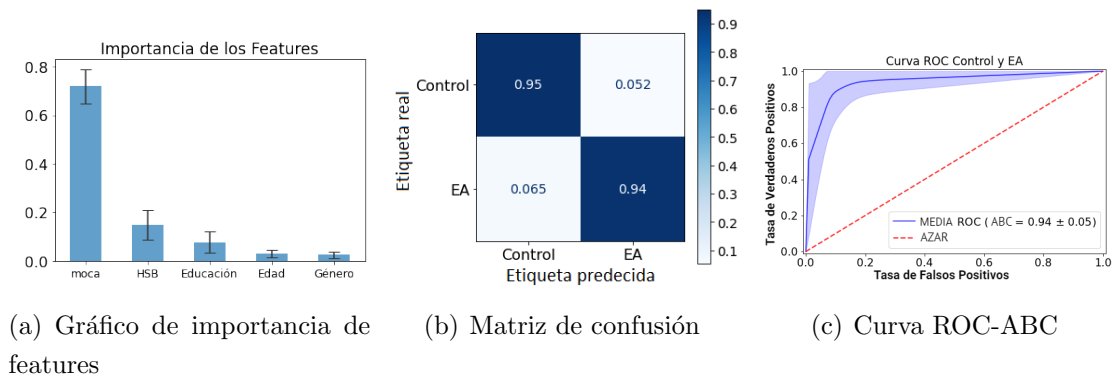 Importancia de los Features
0.8
0.6
0.4
0.2
0.0
moca HSB Educación Edad Género
Etiqueta real
Control
EA
0.95 0.052
0.065 0.94
Control EA
Etiqueta predecida
0.9
0.8
0.7
0.6
0.5
0.4
0.3
0.2
0.1
Curva ROC Control y EA
Tasa de Verdaderos Positivos
1.0
0.8
0.6
0.4
0.2
0.0
MEDIA ROC ( ABC = 0.94 ± 0.05)
AZAR
0.0 0.2 0.4 0.6 0.8 1.0
Tasa de Falsos Positivos
(a) Gráfico de importancia de
features
(b) Matriz de confusión
(c) Curva ROC-ABC